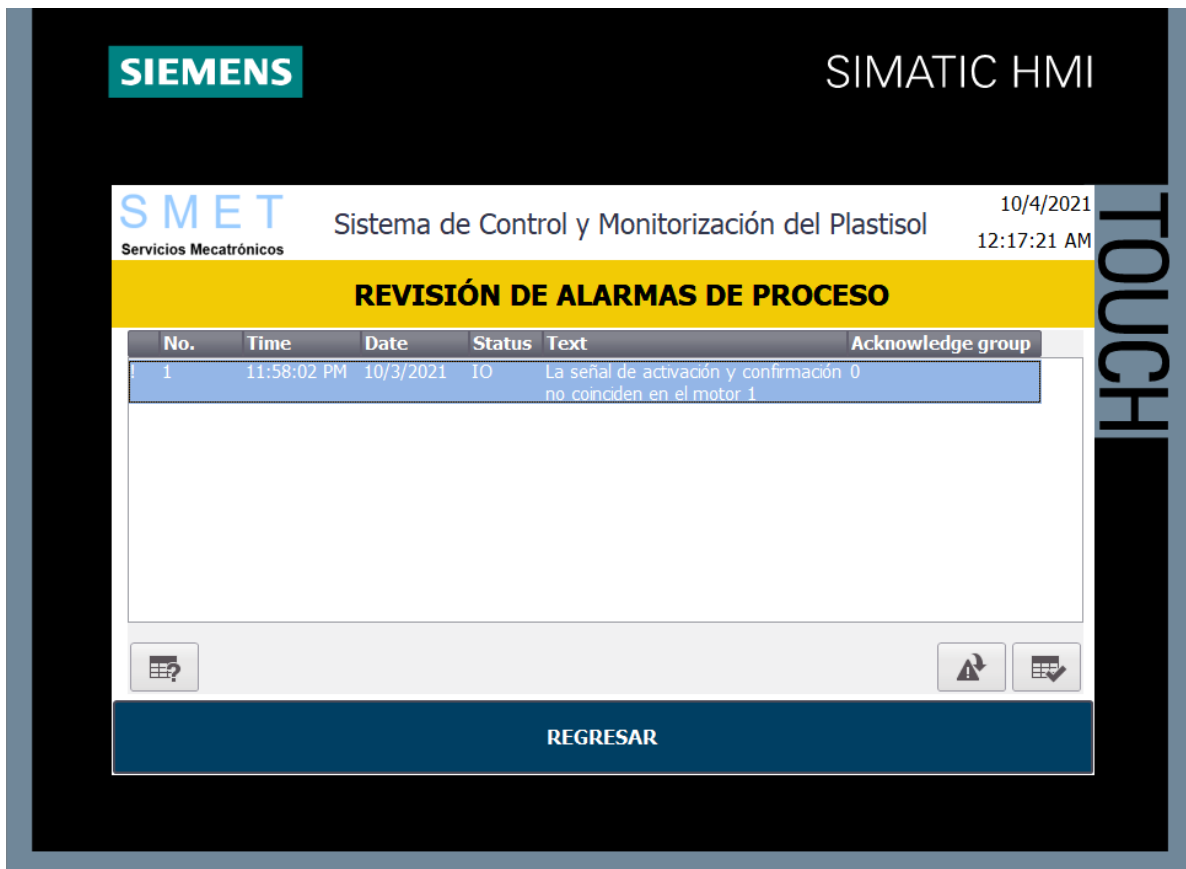 SIEMENS
SIMATIC HMI
TOUCH
S M E T
Servicios Mecatrónicos
Sistema de Control y Monitorización del Plastisol
10/4/2021
12:17:21 AM
REVISIÓN DE ALARMAS DE PROCESO
No. Time Date Status Text Acknowledge group
! 1 11:58:02 PM 10/3/2021 IO La señal de activación y confirmación 0
no coinciden en el motor 1
?
REGRESAR